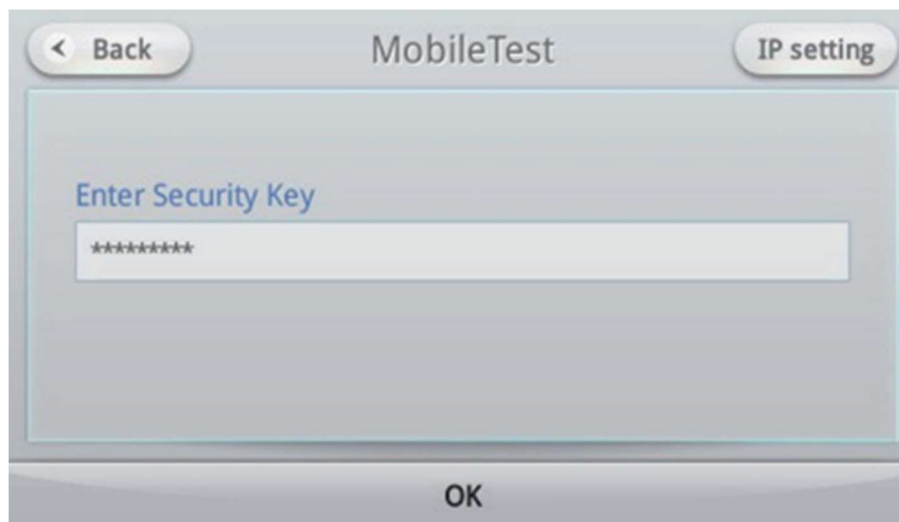 Back
MobileTest
IP setting
Enter Security Key
*********
OK